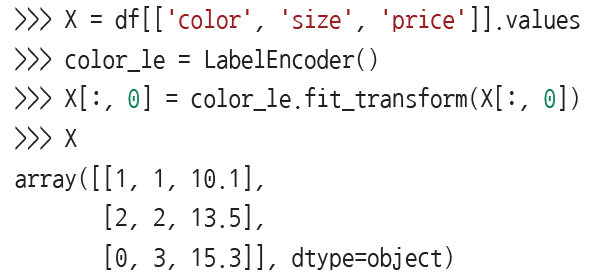 >>> X = df[['color', 'size', 'price']].values
>>> color_le = LabelEncoder()
>>> X[:, 0] = color_le.fit_transform(X[:, 0])
>>> X
array([[1, 1, 10.1],
       [2, 2, 13.5],
       [0, 3, 15.3]], dtype=object)